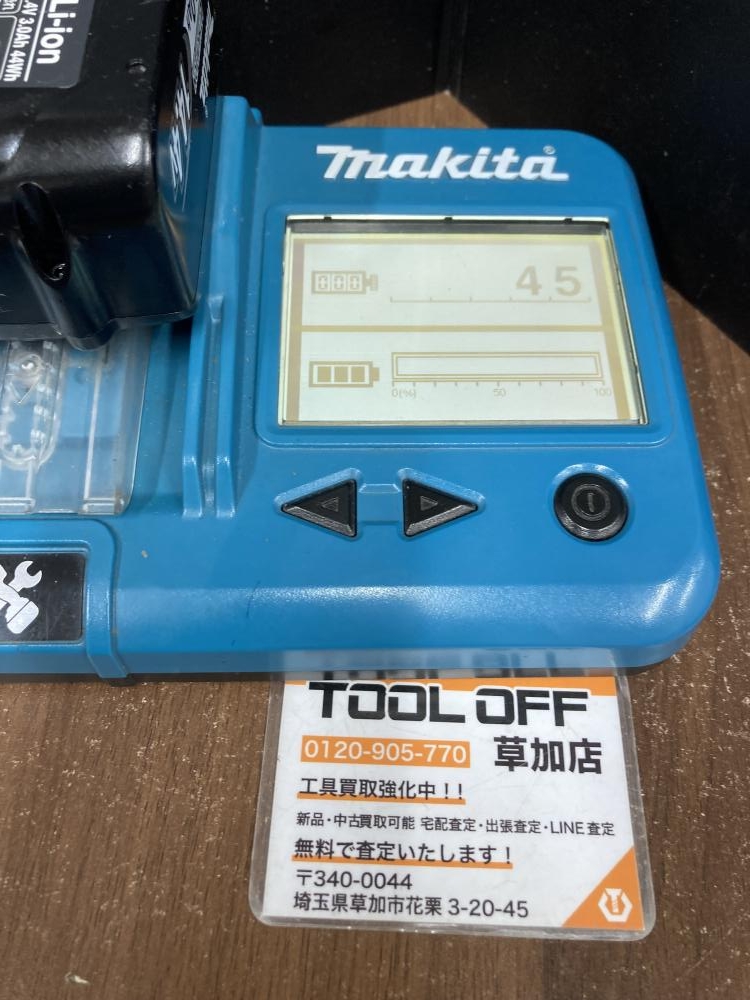 Li-ion
.4V 3.0Ah 44Wh
makita
45
0(%) 50 100
TOOL OFF
0120-905-770 草加店
工具買取強化中!!
新品・中古買取可能 宅配査定・出張査定・LINE査定
無料で査定いたします!
〒340-0044
埼玉県草加市花栗 3-20-45